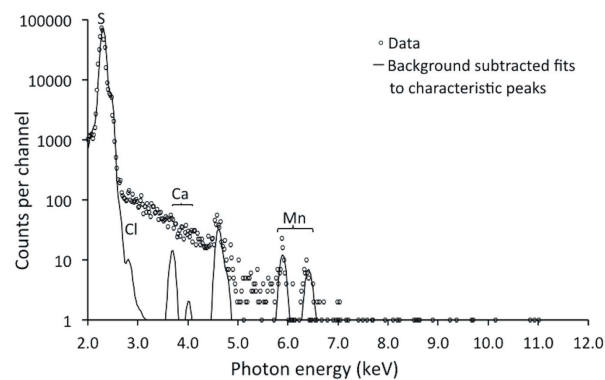 S
100000
Data
Background subtracted fits
to characteristic peaks
10000
1000
100
Ca
Cl
Mn
10
1
Counts per channel
2.0 3.0 4.0 5.0 6.0 7.0 8.0 9.0 10.0 11.0 12.0
Photon energy (keV)